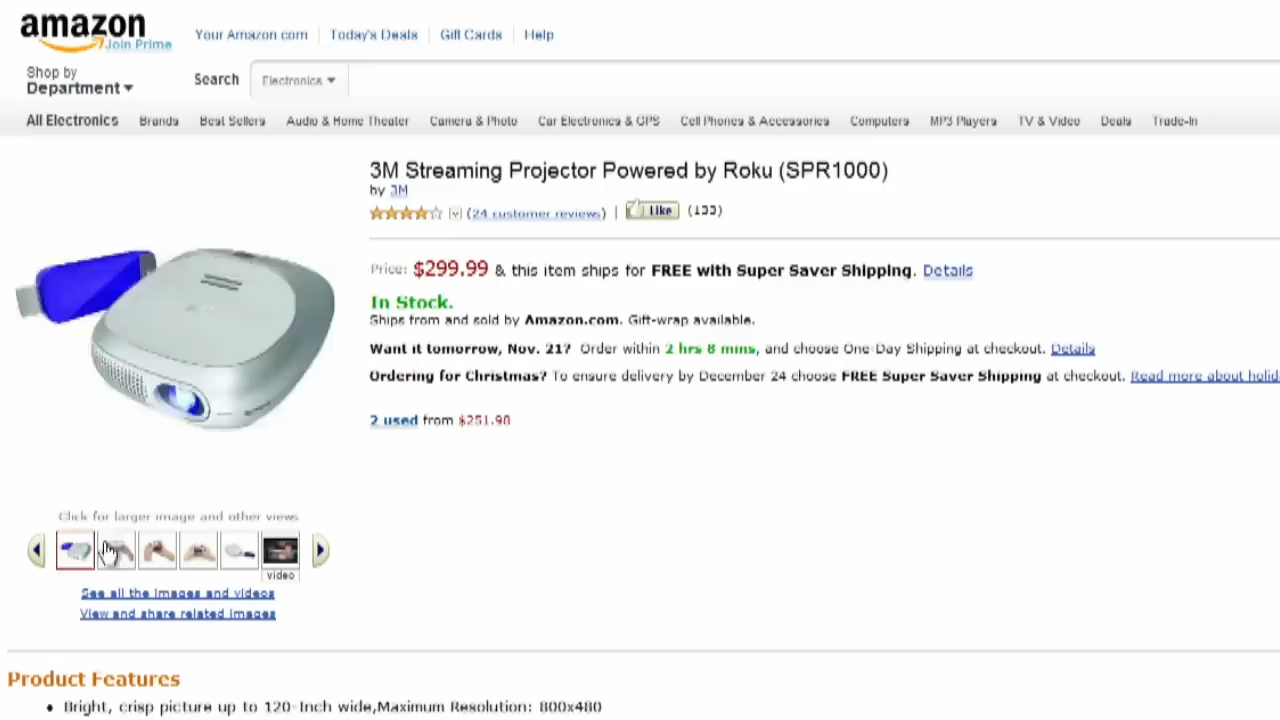 amazon
Join Prime
Your Amazon.com
Today's Deals
Gift Cards
Help
Shop by
Department
Search
Electronics
All Electronics
Brands
Best Sellers
Audio & Home Theater
Camera & Photo
Car Electronics & GPS
Cell Phones & Accessories
Computers
MP3 Players
TV & Video
Deals
Trade-In
3M Streaming Projector Powered by Roku (SPR1000)
by 3M
(24 customer reviews) | Like (133)
Price: $299.99 & this item ships for FREE with Super Saver Shipping. Details
In Stock.
Ships from and sold by Amazon.com. Gift-wrap available.
Want it tomorrow, Nov. 21? Order within 2 hrs 8 mins, and choose One-Day Shipping at checkout. Details
Ordering for Christmas? To ensure delivery by December 24 choose FREE Super Saver Shipping at checkout. Read more about holid
2 used from $251.98
Click for larger image and other views
video
See all the images and videos
View and share related images
Product Features
• Bright, crisp picture up to 120-Inch wide,Maximum Resolution: 800x480